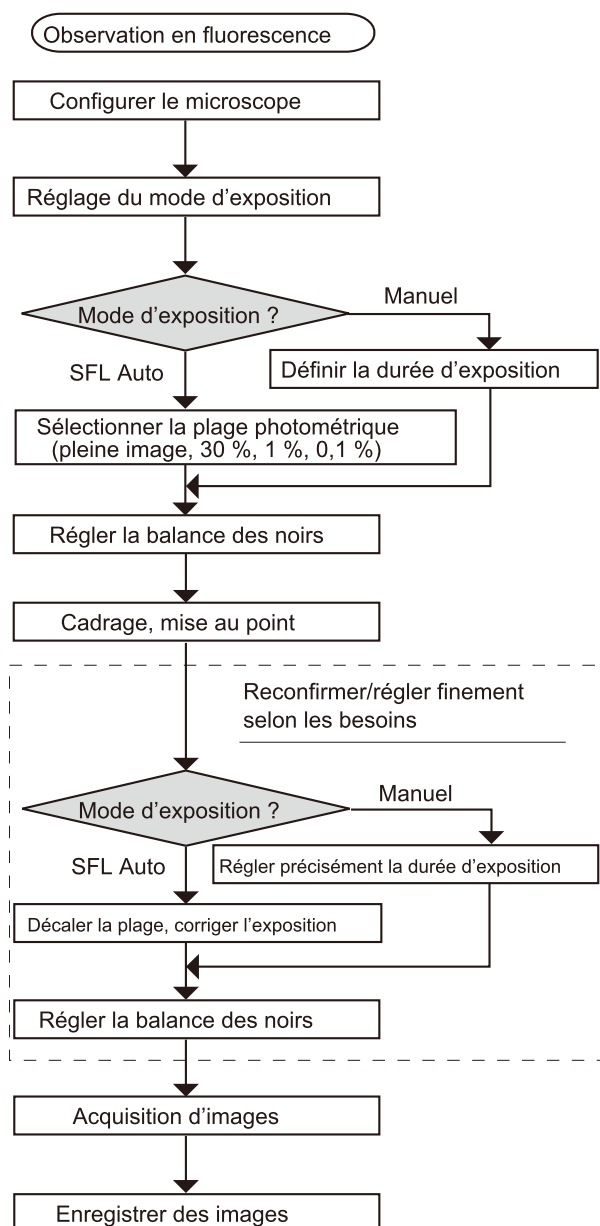 Observation en fluorescence
Configurer le microscope
Réglage du mode d’exposition
Mode d’exposition ?
Manuel
SFL Auto
Définir la durée d’exposition
Sélectionner la plage photométrique
(pleine image, 30 %, 1 %, 0,1 %)
Régler la balance des noirs
Cadrage, mise au point
Reconfirmer/régler finement
selon les besoins
Mode d’exposition ?
Manuel
SFL Auto
Régler précisément la durée d’exposition
Décaler la plage, corriger l’exposition
Régler la balance des noirs
Acquisition d’images
Enregistrer des images